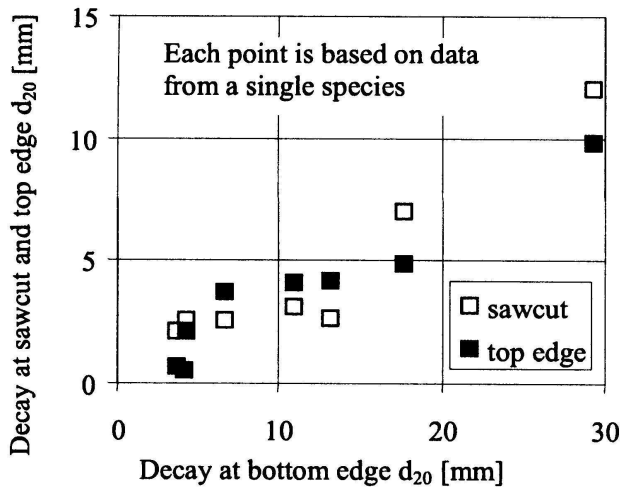 15
Each point is based on data
from a single species
10
5
0
sawcut
top edge
0 10 20 30
Decay at bottom edge d20 [mm]
Decay at sawcut and top edge d20 [mm]